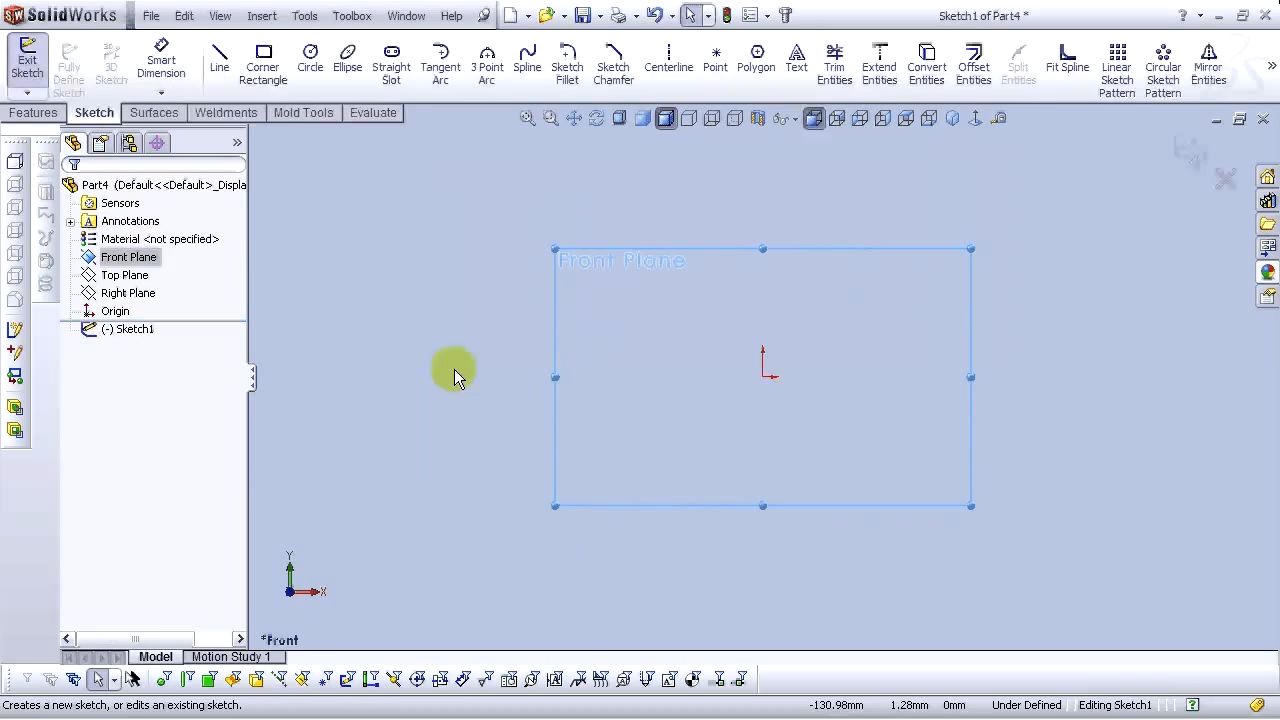 SolidWorks File Edit View Insert Tools Toolbox Window Help Sketch1 of Part4 * ?
Exit Sketch
Fully Define Sketch
3D Sketch
Smart Dimension
Line
Corner Rectangle
Circle
Ellipse
Straight Slot
Tangent Arc
3 Point Arc
Spline
Sketch Fillet
Sketch Chamfer
Centerline
Point
Polygon
Text
Trim Entities
Extend Entities
Convert Entities
Offset Entities
Split Entities
Fit Spline
Linear Sketch Pattern
Circular Sketch Pattern
Mirror Entities
Features Sketch Surfaces Weldments Mold Tools Evaluate
Part4 (Default<<Default>_Displa
Sensors
Annotations
Material <not specified>
Front Plane
Top Plane
Right Plane
Origin
(-) Sketch1
Front Plane
Y
X
*Front
Model Motion Study 1
Creates a new sketch, or edits an existing sketch. -130.98mm 1.28mm 0mm Under Defined Editing Sketch1